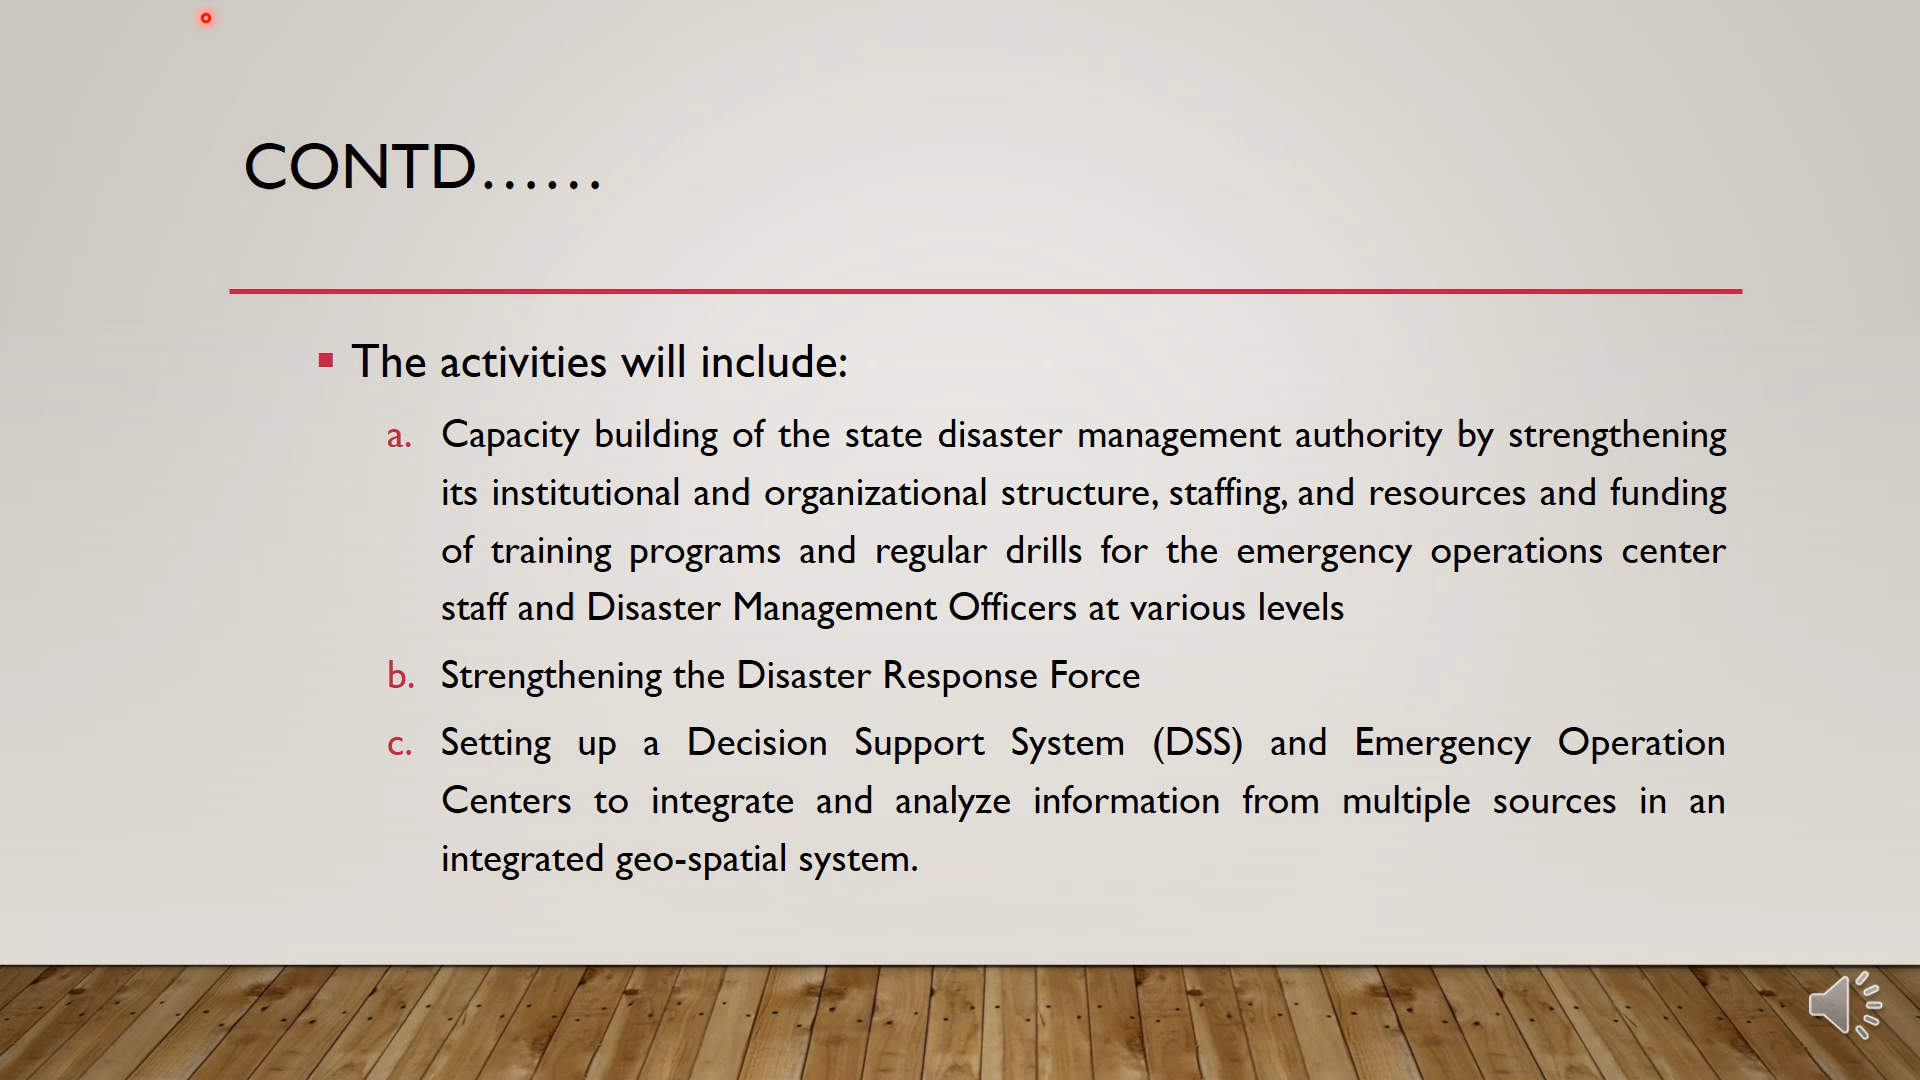 CONTD......
The activities will include:
a. Capacity building of the state disaster management authority by strengthening
its institutional and organizational structure, staffing, and resources and funding
of training programs and regular drills for the emergency operations center
staff and Disaster Management Officers at various levels
b. Strengthening the Disaster Response Force
c. Setting up a Decision Support System (DSS) and Emergency Operation
Centers to integrate and analyze information from multiple sources in an
integrated geo-spatial system.